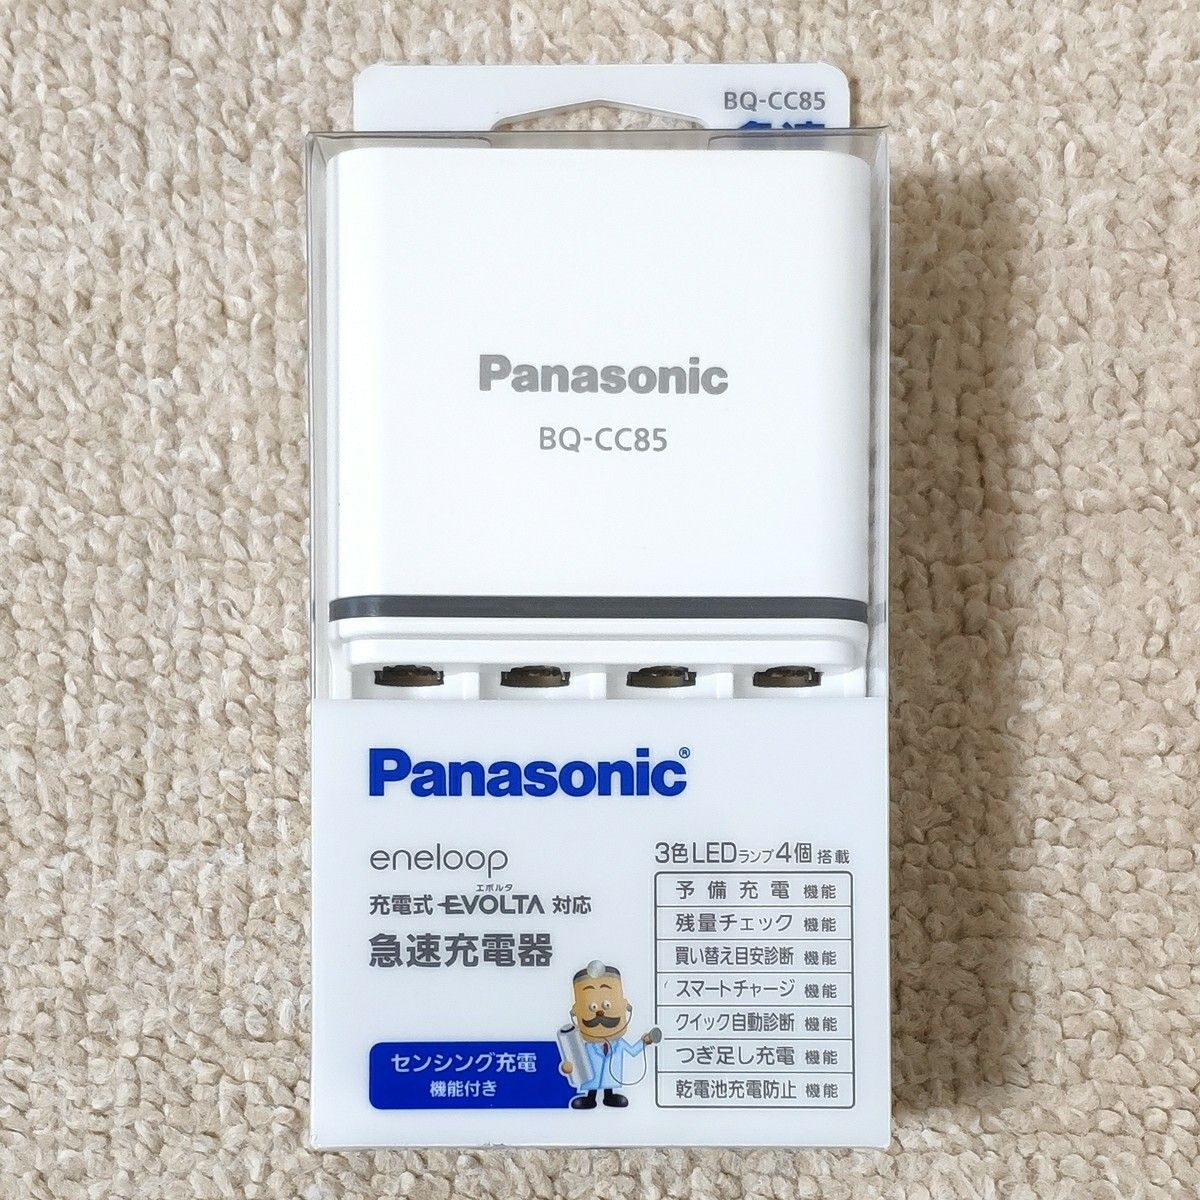 BQ-CC85
急速
Panasonic
BQ-CC85
Panasonic®
eneloop
エボルタ
充電式 EVOLTA 対応
急速充電器
センシング充電
機能付き
3色LEDランプ4個 搭載
予備充電 機能
残量チェック 機能
買い替え目安診断 機能
スマートチャージ 機能
クイック自動診断 機能
つぎ足し充電 機能
乾電池充電防止 機能